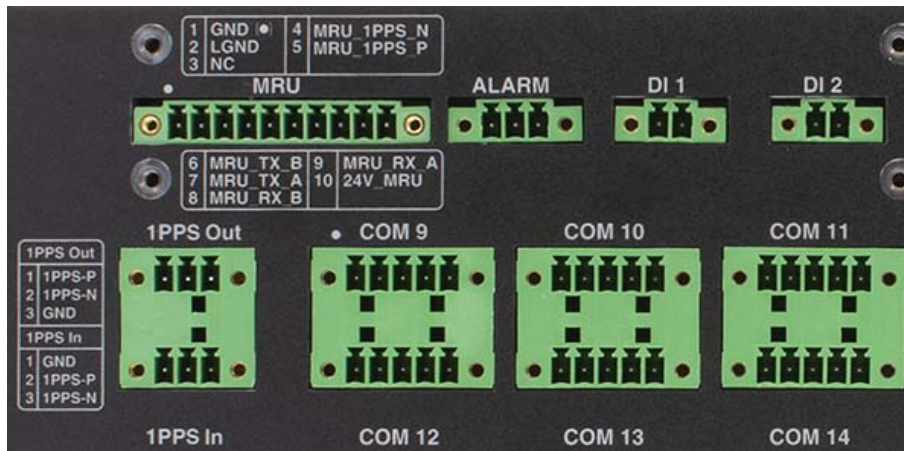 1 GND (●) 4 MRU_1PPS_N
2 LGND 5 MRU_1PPS_P
3 NC
MRU ALARM DI 1 DI 2
6 MRU_TX_B 9 MRU_RX_A
7 MRU_TX_A 10 24V_MRU
8 MRU_RX_B
1PPS Out COM 9 COM 10 COM 11
1PPS Out
1 1PPS-P
2 1PPS-N
3 GND
1PPS In
1 GND
2 1PPS-P
3 1PPS-N
1PPS In COM 12 COM 13 COM 14